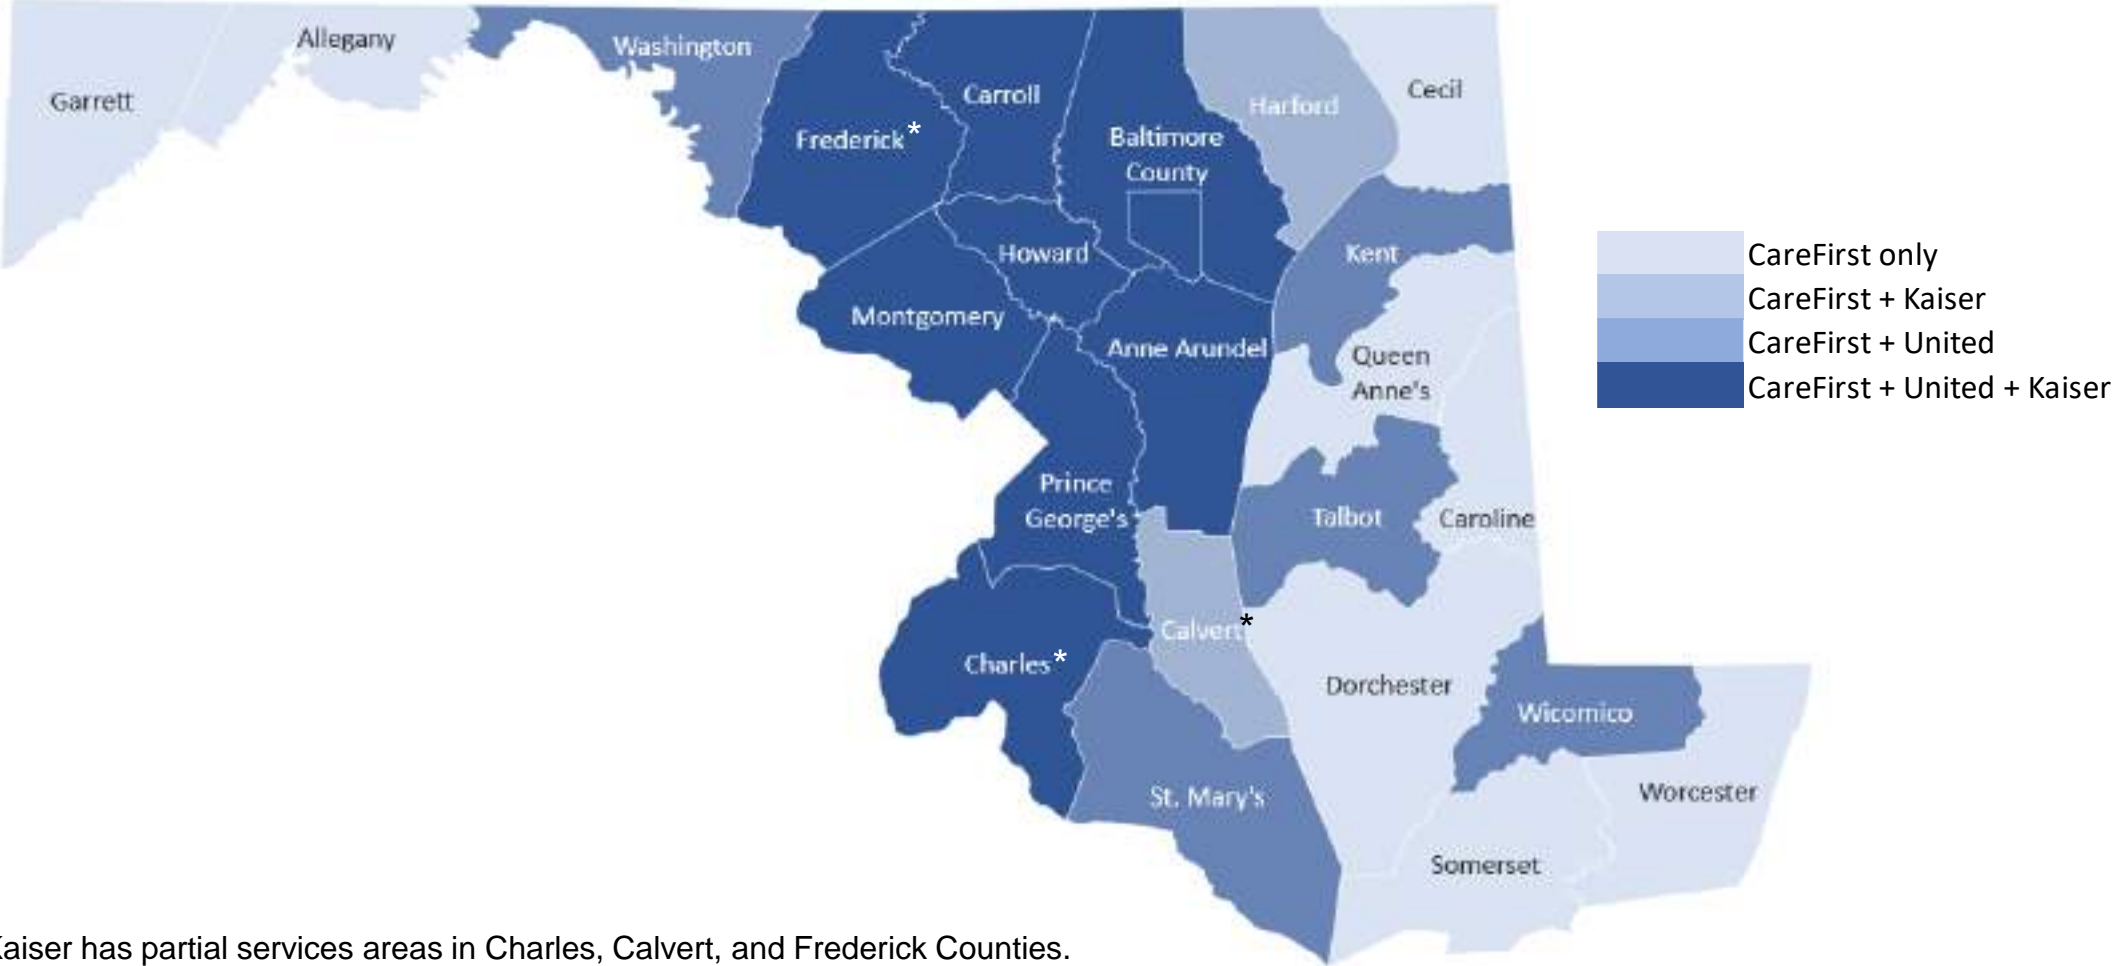 Allegany
Washington
Garrett
Frederick*
Carroll
Baltimore
County
Harford
Cecil
Howard
Kent
Montgomery
Anne Arundel
Queen
Anne's
Prince
George's
Talbot
Caroline
Calvert*
Charles*
Dorchester
Wicomico
St. Mary's
Worcester
Somerset
CareFirst only
CareFirst + Kaiser
CareFirst + United
CareFirst + United + Kaiser
Kaiser has partial services areas in Charles, Calvert, and Frederick Counties.